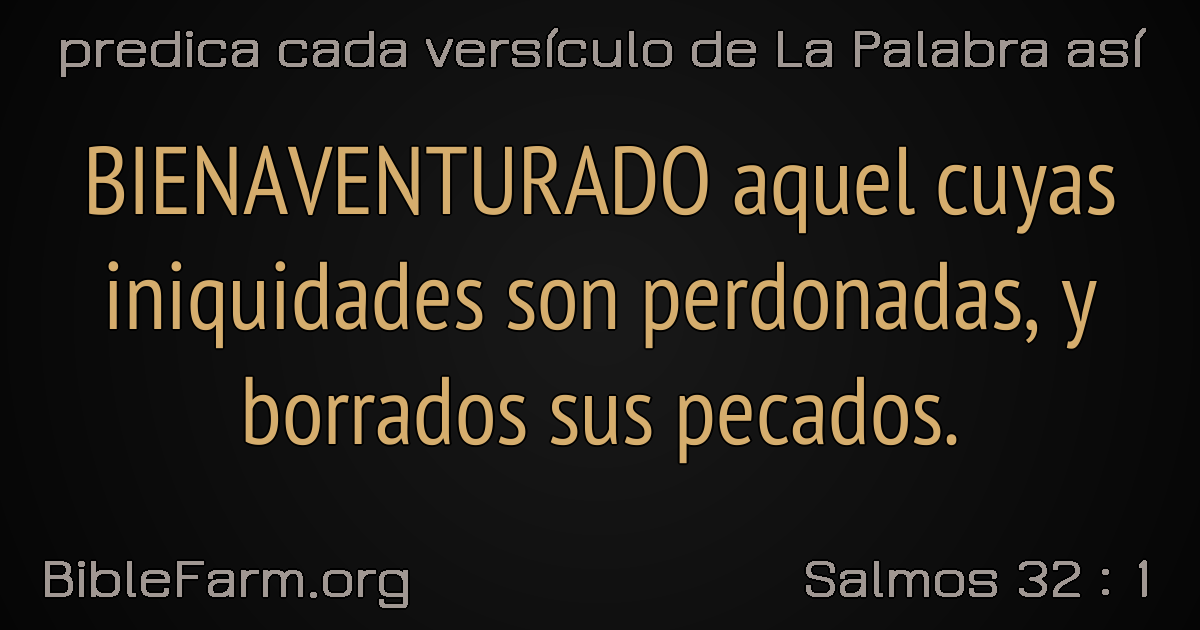 predica cada versículo de La Palabra así
BIENAVENTURADO aquel cuyas
iniquidades son perdonadas, y
borrados sus pecados.
BibleFarm.org
Salmos 32 : 1